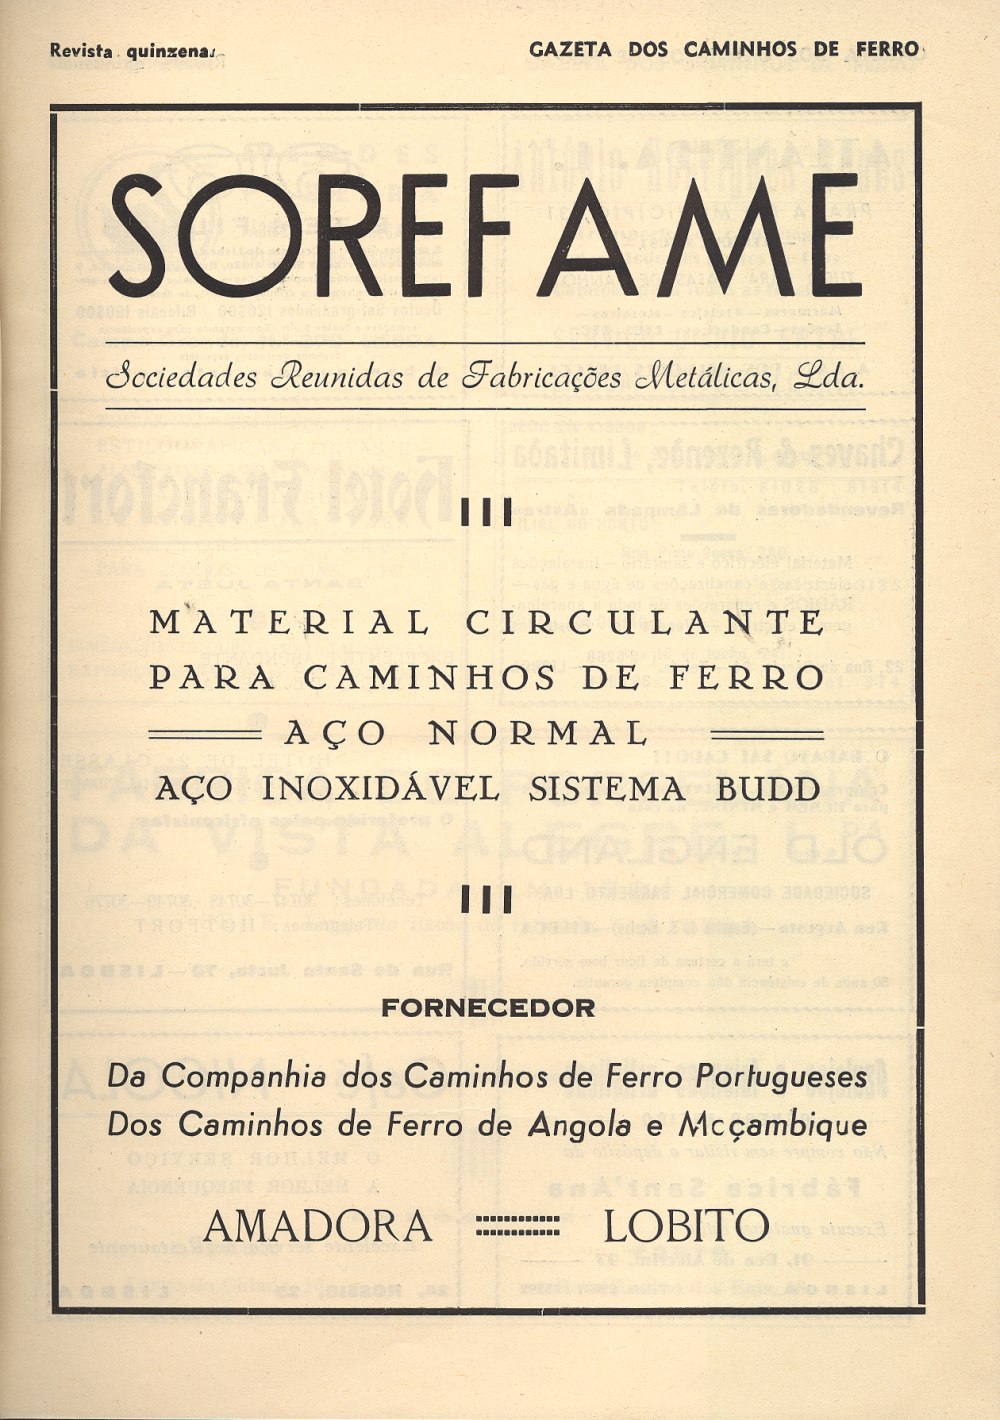 Revista quinzenal
GAZETA DOS CAMINHOS DE FERRO
SOREFAME
Sociedades Reunidas de Fabricações Metálicas, Lda.
MATERIAL CIRCULANTE
PARA CAMINHOS DE FERRO
AÇO NORMAL
AÇO INOXIDÁVEL SISTEMA BUDD
FORNECEDOR
Da Companhia dos Caminhos de Ferro Portugueses
Dos Caminhos de Ferro de Angola e Mcçambique
AMADORA LOBITO